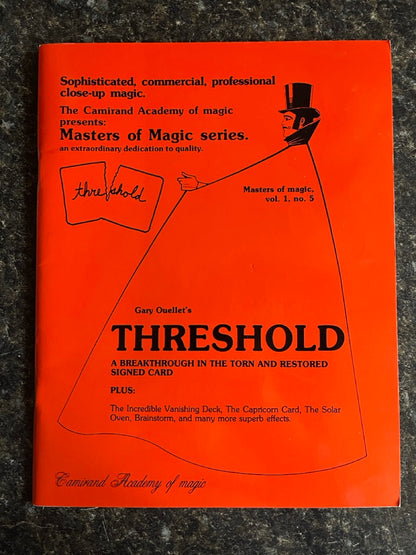 Sophisticated, commercial, professional
close-up magic.
The Camirand Academy of magic
presents:
Masters of Magic series.
an extraordinary dedication to quality.
threshold
Masters of magic,
vol. 1, no. 5
Gary Ouellet's
THRESHOLD
A BREAKTHROUGH IN THE TORN AND RESTORED
SIGNED CARD
PLUS:
The Incredible Vanishing Deck, The Capricorn Card, The Solar
Oven, Brainstorm, and many more superb effects.
Camirand Academy of magic